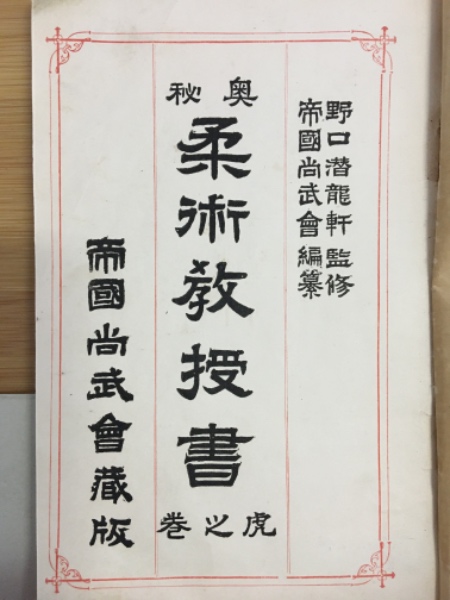 野口潜龍軒監修
帝國尚武會編纂
奥秘
柔術教授書
虎之巻
帝國尚武會藏版